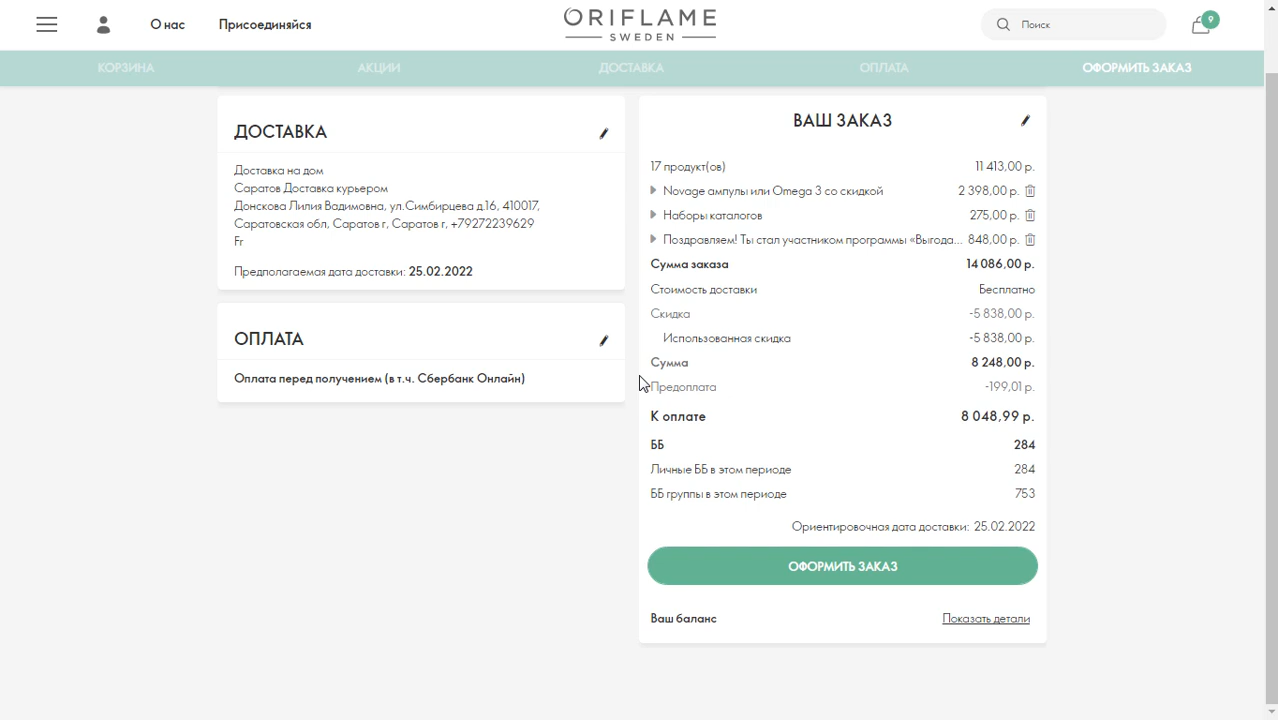 О нас
Присоединяйся
ORIFLAME
SWEDEN
Поиск
9
КОРЗИНА
АКЦИИ
ДОСТАВКА
ОПЛАТА
ОФОРМИТЬ ЗАКАЗ
ДОСТАВКА
Доставка на дом
Саратов Доставка курьером
Донскова Лилия Вадимовна, ул.Симбирцева д.16, 410017,
Саратовская обл, Саратов г, Саратов г, +79272239629
Fr
Предполагаемая дата доставки: 25.02.2022
ОПЛАТА
Оплата перед получением (в т.ч. Сбербанк Онлайн)
ВАШ ЗАКАЗ
17 продукт(ов) 11 413,00 р.
Novage ампулы или Omega 3 со скидкой 2 398,00 р.
Наборы каталогов 275,00 р.
Поздравляем! Ты стал участником программы «Выгода... 848,00 р.
Сумма заказа 14 086,00 р.
Стоимость доставки Бесплатно
Скидка -5 838,00 р.
Использованная скидка -5 838,00 р.
Сумма 8 248,00 р.
Предоплата -199,01 р.
К оплате 8 048,99 р.
ББ 284
Личные ББ в этом периоде 284
ББ группы в этом периоде 753
Ориентировочная дата доставки: 25.02.2022
ОФОРМИТЬ ЗАКАЗ
Ваш баланс Показать детали